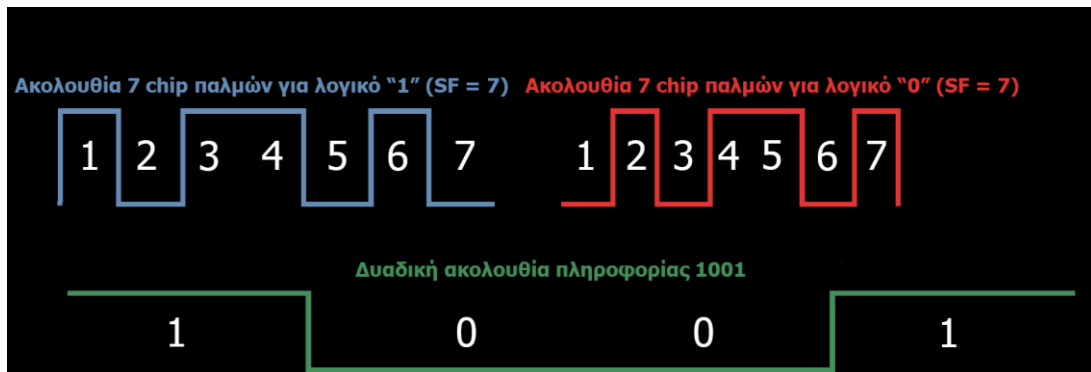 Ακολουθία 7 chip παλμών για λογικό “1” (SF = 7) Ακολουθία 7 chip παλμών για λογικό “0” (SF = 7)
1 2 3 4 5 6 7 1 2 3 4 5 6 7
Δυαδική ακολουθία πληροφορίας 1001
1 0 0 1